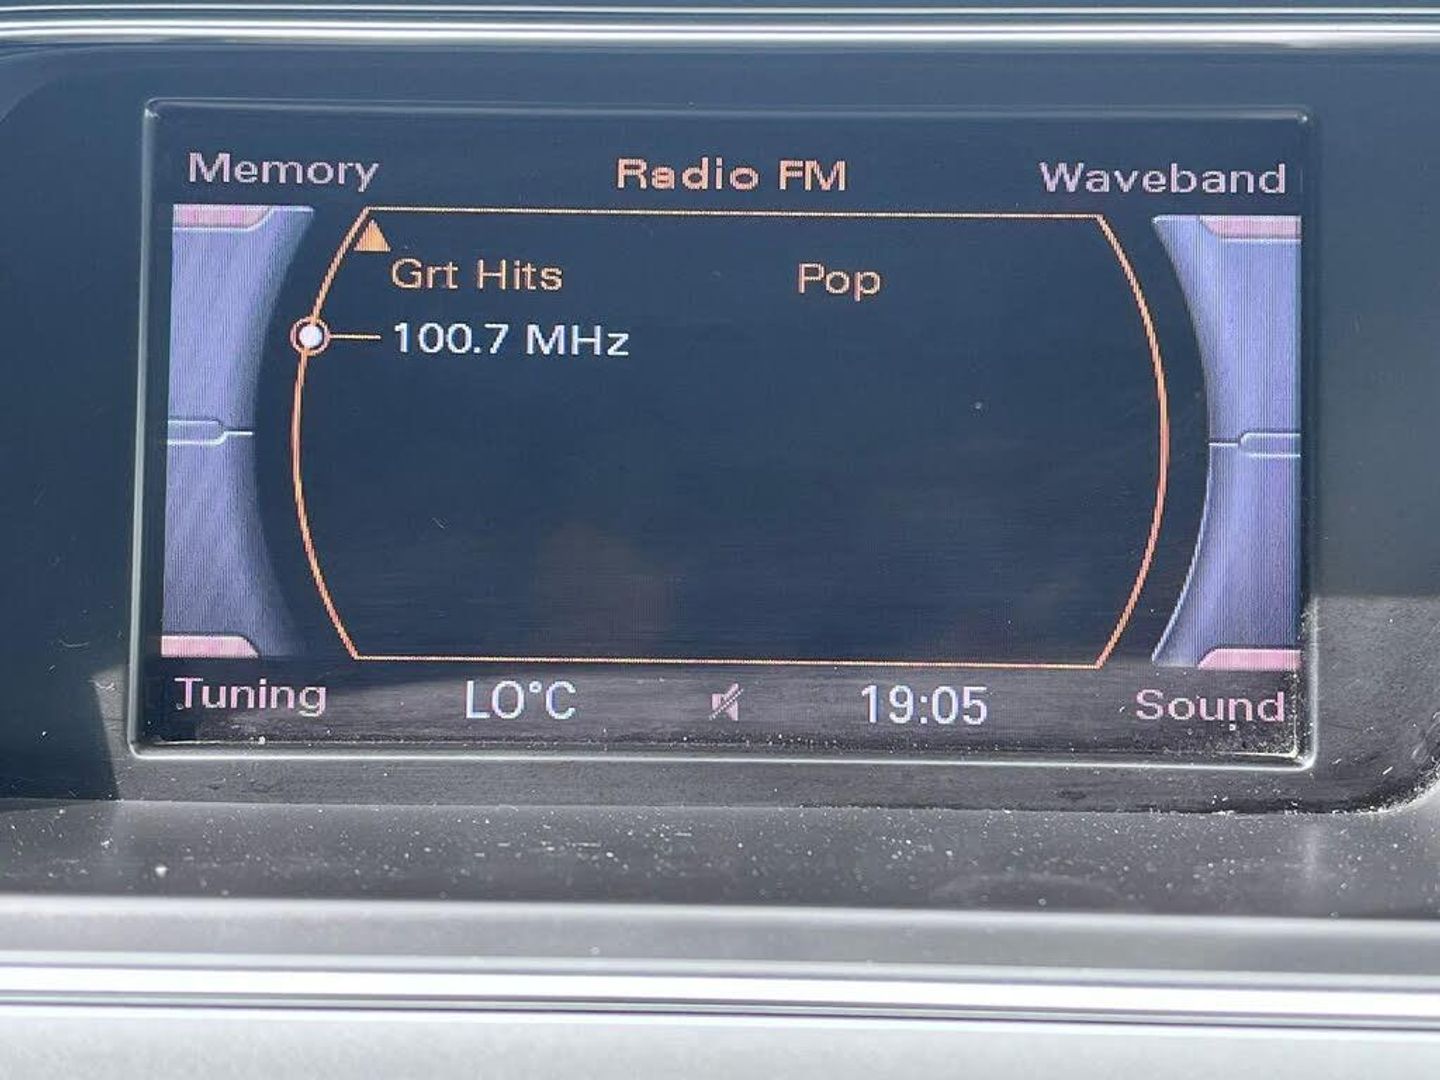 Memory Radio FM Waveband
Grt Hits Pop
100.7 MHz
Tuning LO°C 19:05 Sound